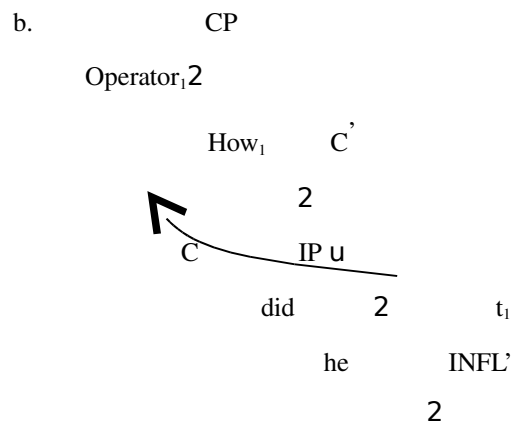 b. CP
Operator₁2
How₁ C’
2
C IP u
did 2 t₁
he INFL’
2